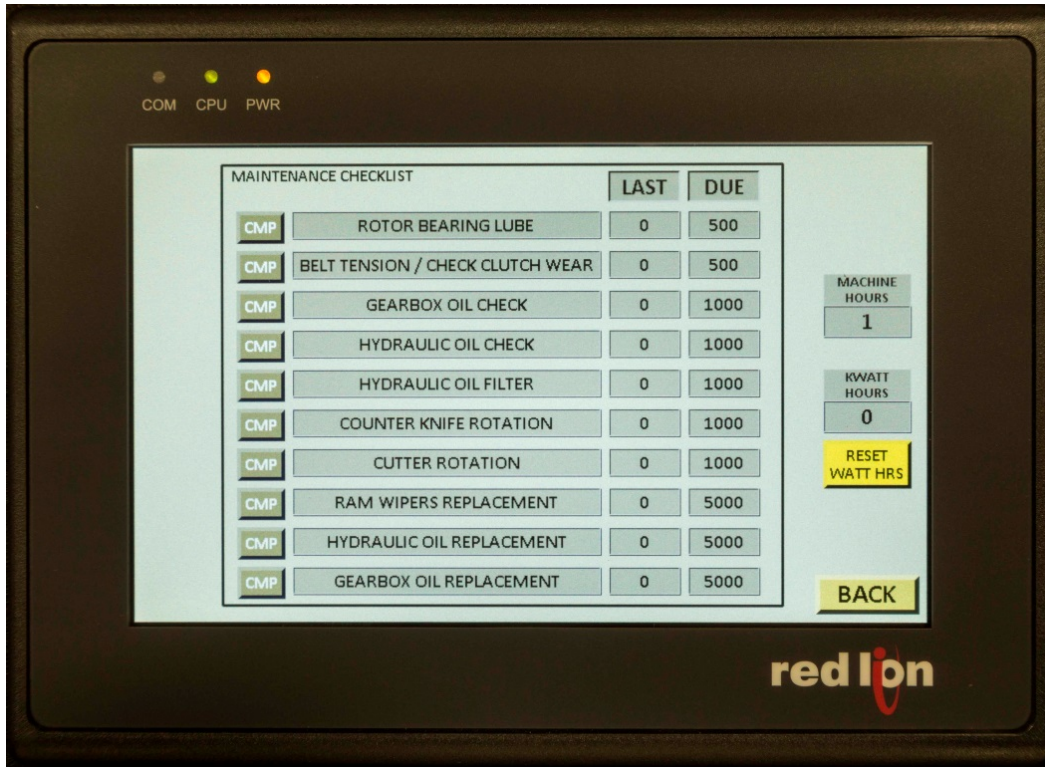 COM CPU PWR
MAINTENANCE CHECKLIST LAST DUE
CMP ROTOR BEARING LUBE 0 500
CMP BELT TENSION / CHECK CLUTCH WEAR 0 500
CMP GEARBOX OIL CHECK 0 1000
CMP HYDRAULIC OIL CHECK 0 1000
CMP HYDRAULIC OIL FILTER 0 1000
CMP COUNTER KNIFE ROTATION 0 1000
CMP CUTTER ROTATION 0 1000
CMP RAM WIPERS REPLACEMENT 0 5000
CMP HYDRAULIC OIL REPLACEMENT 0 5000
CMP GEARBOX OIL REPLACEMENT 0 5000
MACHINE
HOURS
1
KWATT
HOURS
0
RESET
WATT HRS
BACK
red lion